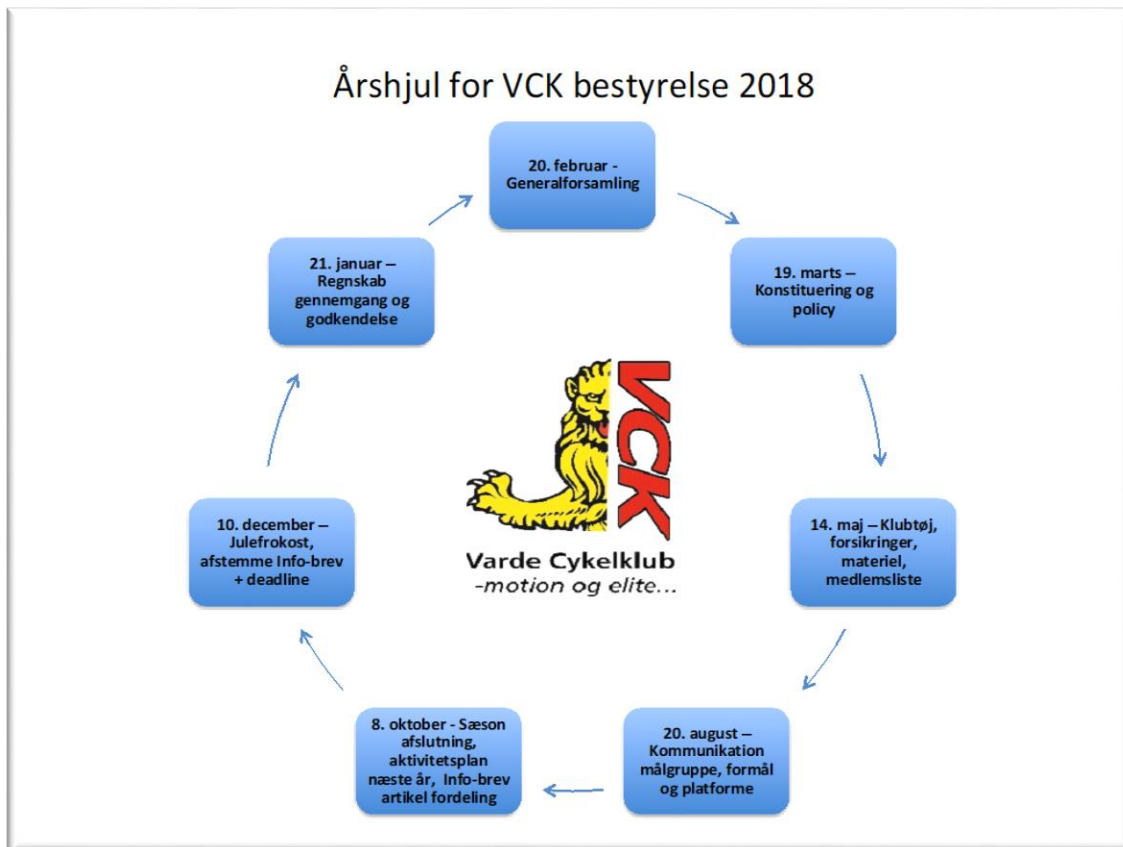 Årshjul for VCK bestyrelse 2018
20. februar -
Generalforsamling
19. marts –
Konstituering og
policy
14. maj – Klubtøj,
forsikringer,
materiel,
medlemsliste
20. august –
Kommunikation
målgruppe, formål
og platforme
8. oktober - Sæson
afslutning,
aktivitetsplan
næste år, Info-brev
artikel fordeling
10. december –
Julefrokost,
afstemme Info-brev
+ deadline
21. januar –
Regnskab
gennemgang og
godkendelse
VCK
Varde Cykelklub
-motion og elite...